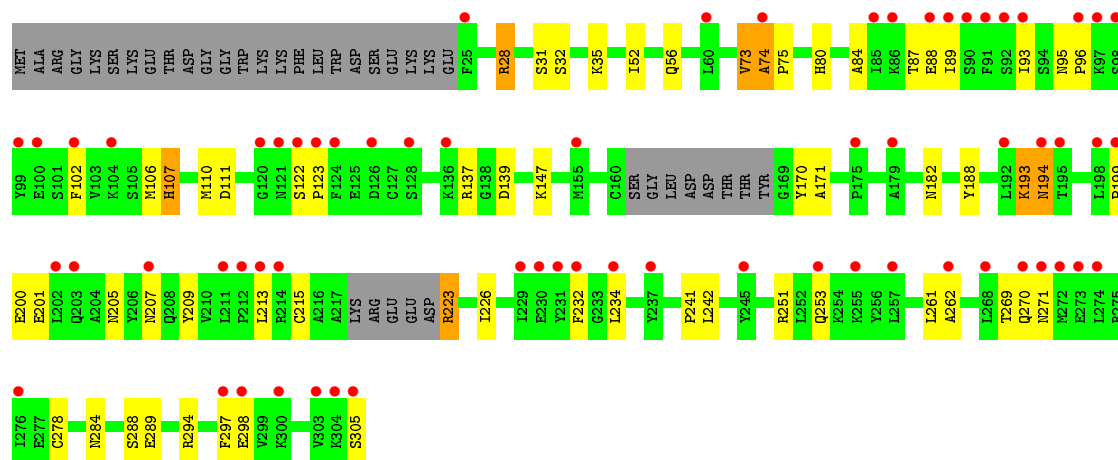 MET ALA ARG GLY LYS SER LYS GLU THR ASP ALA GLY GLY TRP LYS LYS PHE LEU TRP ASP SER GLU LYS LYS GLU F25 R28 S31 S32 K35 I52 Q56 L60 V73 A74 P75 H80 A84 I85 K86 T87 E88 I89 S90 F91 S92 I93 S94 N95 P96 K97 S98
Y99 E100 S101 F102 V103 K104 S105 M106 H107 M110 D111 G120 N121 S122 P123 F124 E125 D126 C127 S128 K136 R137 G138 D139 K147 M155 C160 SER GLY LEU ASP ASP THR THR TYR G169 Y170 A171 P175 A179 N182 Y188 L192 K193 N194 T195 L198 P199
E200 E201 L202 Q203 A204 N205 Y206 N207 Q208 Y209 V210 L211 P212 L213 R214 C215 A216 A217 LYS ARG GLU GLU ASP R223 I226 I229 E230 Y231 F232 G233 L234 Y237 P241 L242 Y245 R251 L252 Q253 K254 K255 Y256 L257 L261 A262 L268 T269 Q270 N271 M272 E273 L274
I276 E277 C278 N284 S288 E289 R294 F297 E298 V299 K300 V303 K304 S305